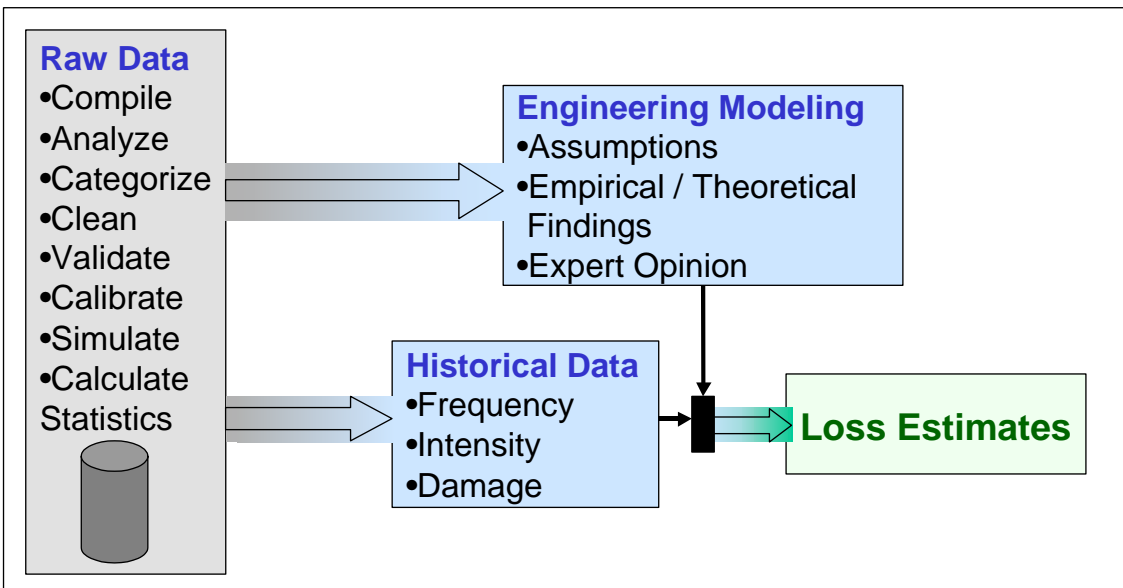 Raw Data
•Compile
•Analyze
•Categorize
•Clean
•Validate
•Calibrate
•Simulate
•Calculate
Statistics
Engineering Modeling
•Assumptions
•Empirical / Theoretical
Findings
•Expert Opinion
Historical Data
•Frequency
•Intensity
•Damage
Loss Estimates